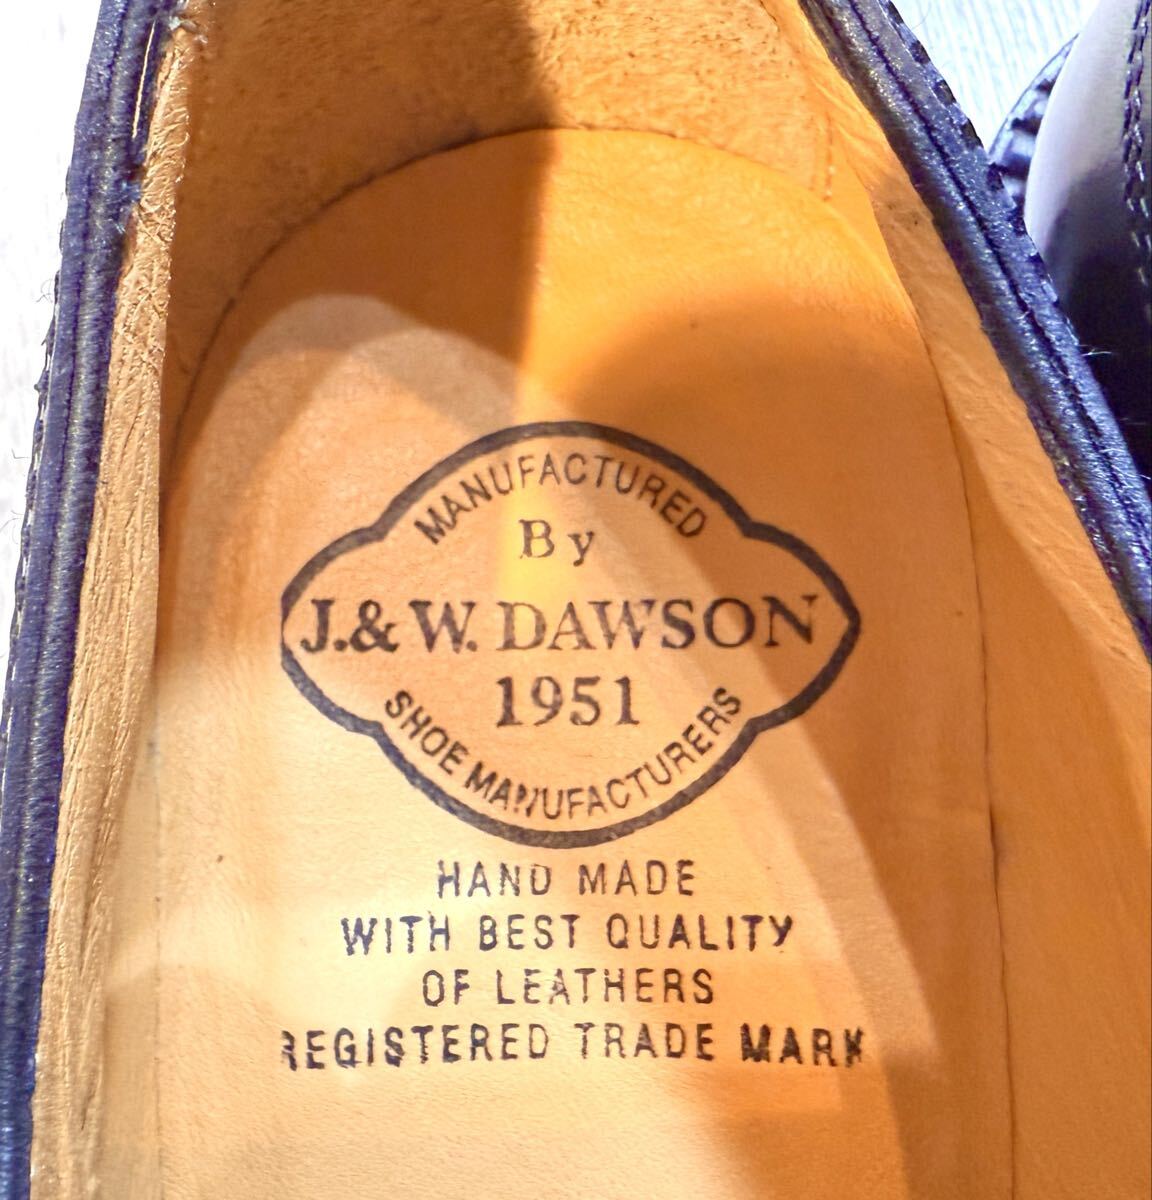 MANUFACTURED
By
J.& W. DAWSON
1951
SHOE MANUFACTURERS
HAND MADE
WITH BEST QUALITY
OF LEATHERS
REGISTERED TRADE MARK